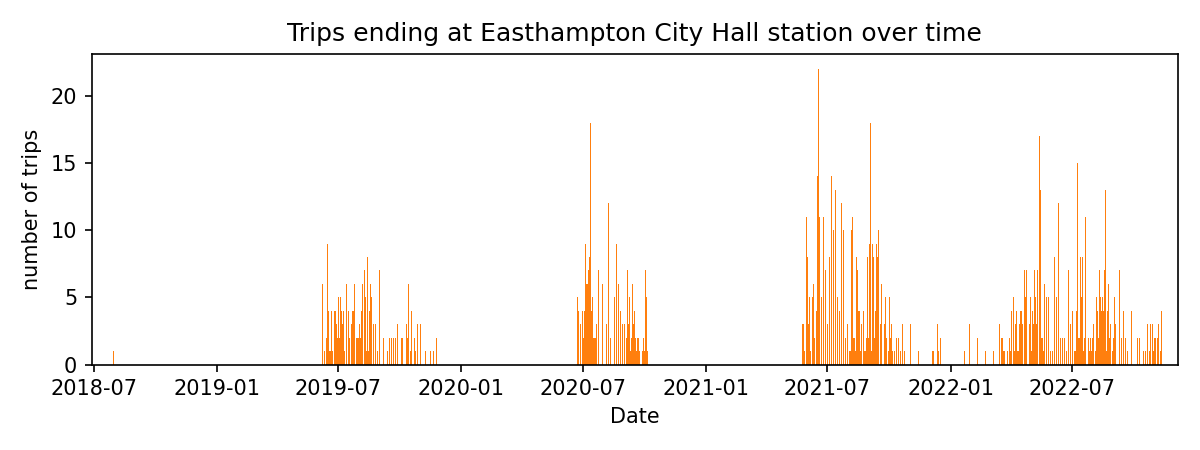 Trips ending at Easthampton City Hall station over time
number of trips
20
15
10
5
0
2018-07 2019-01 2019-07 2020-01 2020-07 2021-01 2021-07 2022-01 2022-07
Date